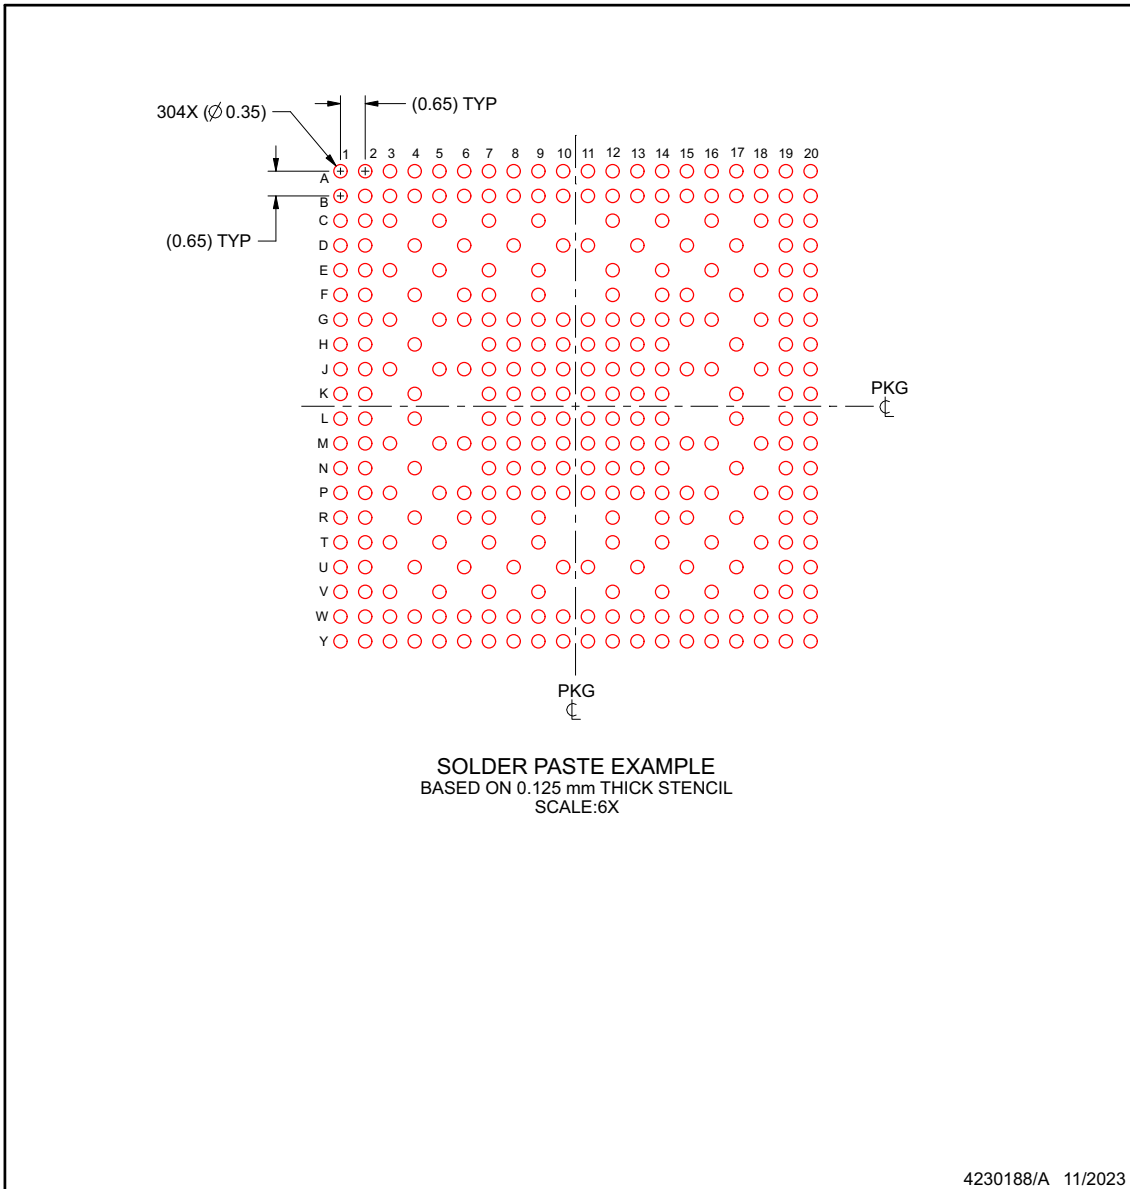 (0.65) TYP
304X (∅ 0.35)
1 2 3 4 5 6 7 8 9 10 11 12 13 14 15 16 17 18 19 20
A
B
C
(0.65) TYP
D
E
F
G
H
J
K
PKG
℄
L
M
N
P
R
T
U
V
W
Y
PKG
℄
SOLDER PASTE EXAMPLE
BASED ON 0.125 mm THICK STENCIL
SCALE:6X
4230188/A 11/2023